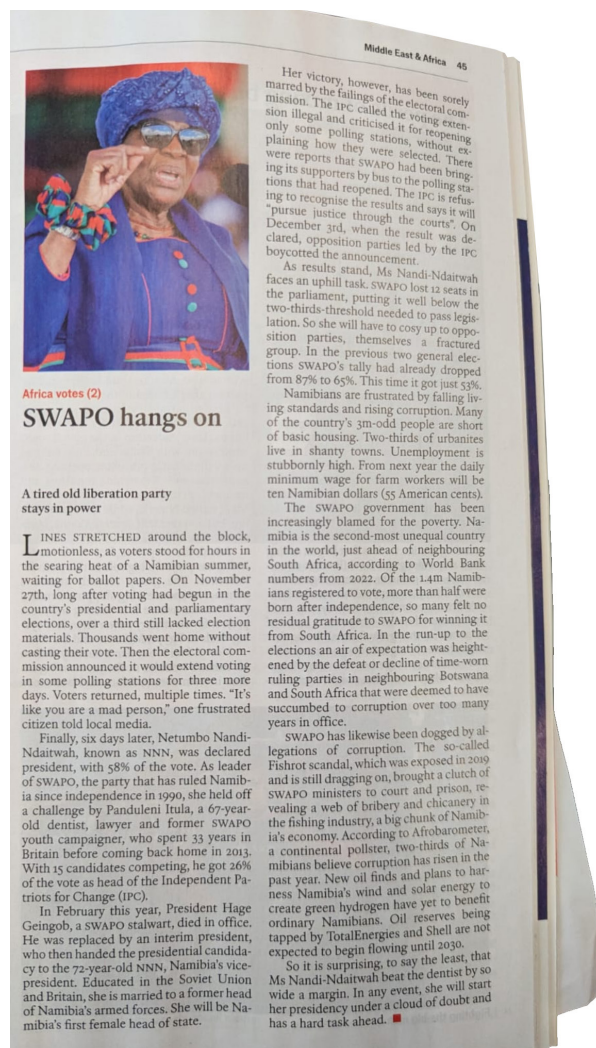 Middle East & Africa 45
Africa votes (2)
SWAPO hangs on
A tired old liberation party
stays in power
LINES STRETCHED around the block,
motionless, as voters stood for hours in
the searing heat of a Namibian summer,
waiting for ballot papers. On November
27th, long after voting had begun in the
country's presidential and parliamentary
elections, over a third still lacked election
materials. Thousands went home without
casting their vote. Then the electoral com-
mission announced it would extend voting
in some polling stations for three more
days. Voters returned, multiple times. "It's
like you are a mad person," one frustrated
citizen told local media.
Finally, six days later, Netumbo Nandi-
Ndaitwah, known as NNN, was declared
president, with 58% of the vote. As leader
of SWAPO, the party that has ruled Namib-
ia since independence in 1990, she held off
a challenge by Panduleni Itula, a 67-year-
old dentist, lawyer and former SWAPO
youth campaigner, who spent 33 years in
Britain before coming back home in 2013.
With 15 candidates competing, he got 26%
of the vote as head of the Independent Pa-
triots for Change (IPC).
In February this year, President Hage
Geingob, a SWAPO stalwart, died in office.
He was replaced by an interim president,
who then handed the presidential candida-
cy to the 72-year-old NNN, Namibia's vice-
president. Educated in the Soviet Union
and Britain, she is married to a former head
of Namibia's armed forces. She will be Na-
mibia's first female head of state.
Her victory, however, has been sorely
marred by the failings of the electoral com-
mission. The IPC called the voting exten-
sion illegal and criticised it for reopening
only some polling stations, without ex-
plaining how they were selected. There
were reports that SWAPO had been bring-
ing its supporters by bus to the polling sta-
tions that had reopened. The IPC is refus-
ing to recognise the results and says it will
"pursue justice through the courts". On
December 3rd, when the result was de-
clared, opposition parties led by the IPC
boycotted the announcement.
As results stand, Ms Nandi-Ndaitwah
faces an uphill task. SWAPO lost 12 seats in
the parliament, putting it well below the
two-thirds-threshold needed to pass legis-
lation. So she will have to cosy up to oppo-
sition parties, themselves a fractured
group. In the previous two general elec-
tions SWAPO's tally had already dropped
from 87% to 65%. This time it got just 53%.
Namibians are frustrated by falling liv-
ing standards and rising corruption. Many
of the country's 3m-odd people are short
of basic housing. Two-thirds of urbanites
live in shanty towns. Unemployment is
stubbornly high. From next year the daily
minimum wage for farm workers will be
ten Namibian dollars (55 American cents).
The SWAPO government has been
increasingly blamed for the poverty. Na-
mibia is the second-most unequal country
in the world, just ahead of neighbouring
South Africa, according to World Bank
numbers from 2022. Of the 1.4m Namib-
ians registered to vote, more than half were
born after independence, so many felt no
residual gratitude to SWAPO for winning it
from South Africa. In the run-up to the
elections an air of expectation was height-
ened by the defeat or decline of time-worn
ruling parties in neighbouring Botswana
and South Africa that were deemed to have
succumbed to corruption over too many
years in office.
SWAPO has likewise been dogged by al-
legations of corruption. The so-called
Fishrot scandal, which was exposed in 2019
and is still dragging on, brought a clutch of
SWAPO ministers to court and prison, re-
vealing a web of bribery and chicanery in
the fishing industry, a big chunk of Namib-
ia's economy. According to Afrobarometer,
a continental pollster, two-thirds of Na-
mibians believe corruption has risen in the
past year. New oil finds and plans to har-
ness Namibia's wind and solar energy to
create green hydrogen have yet to benefit
ordinary Namibians. Oil reserves being
tapped by TotalEnergies and Shell are not
expected to begin flowing until 2030.
So it is surprising, to say the least, that
Ms Nandi-Ndaitwah beat the dentist by so
wide a margin. In any event, she will start
her presidency under a cloud of doubt and
has a hard task ahead.